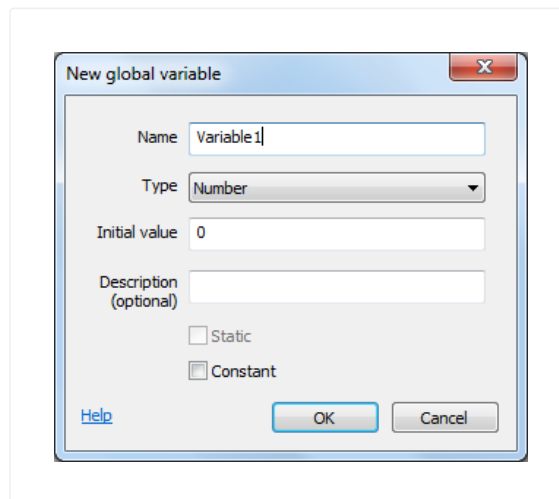 New global variable
Name Variable1
Type Number
Initial value 0
Description
(optional)
Static
Constant
Help OK Cancel